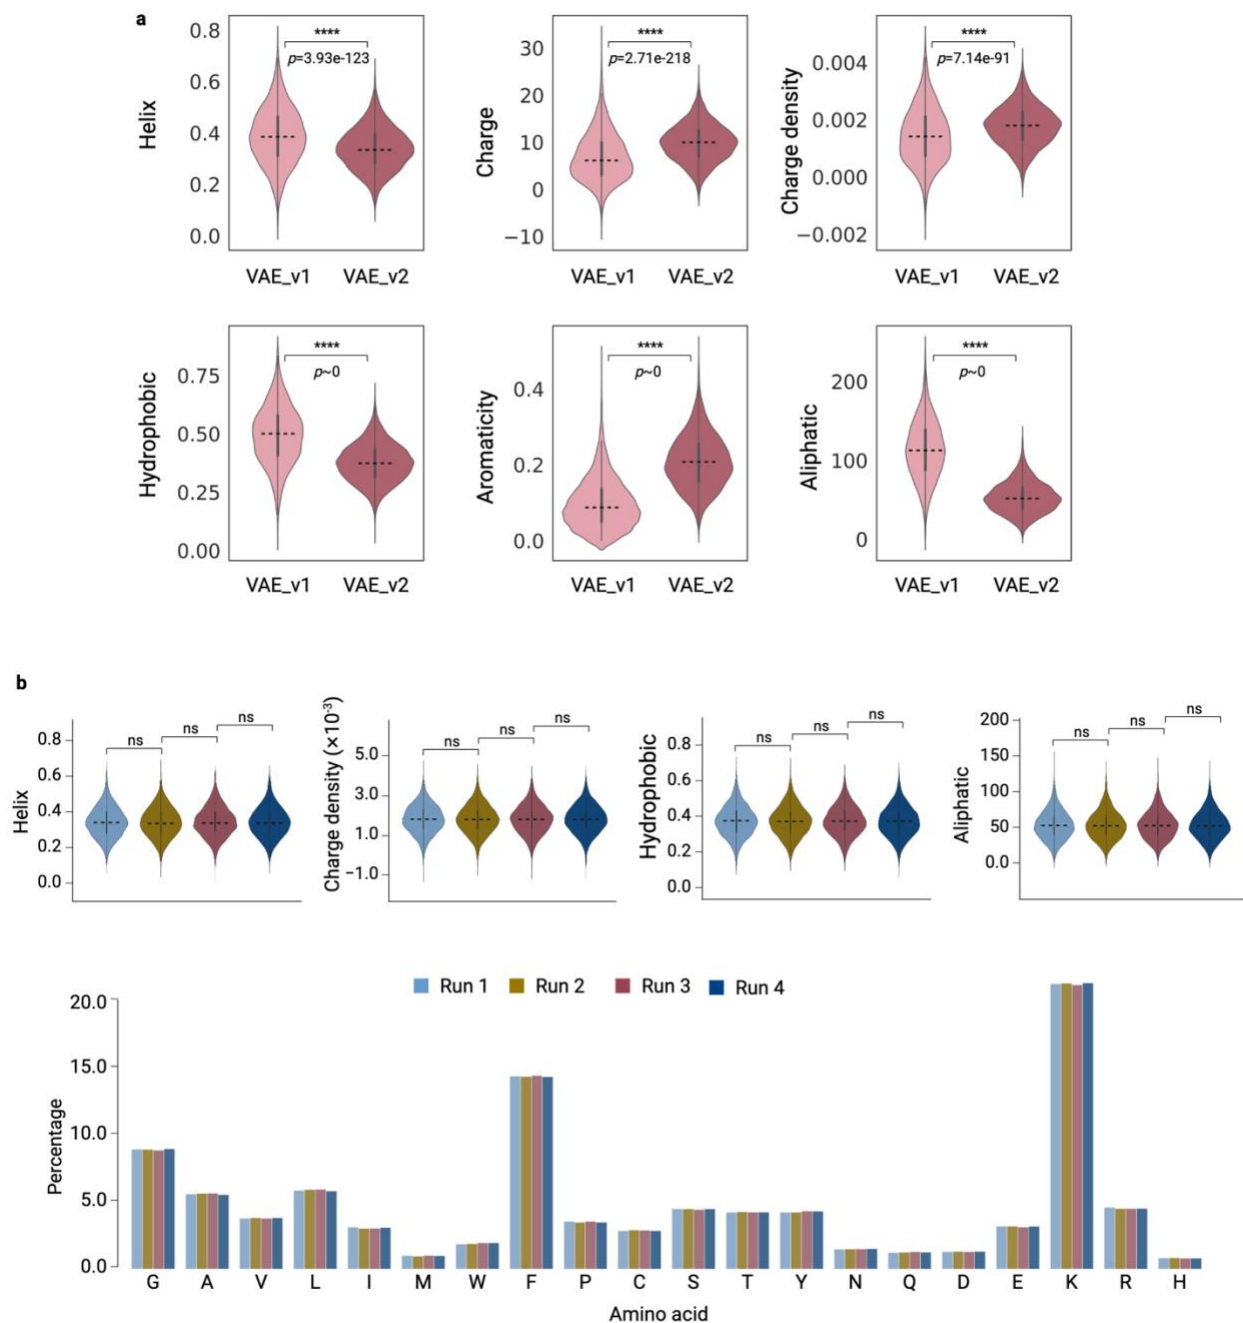 a
Helix
0.8
0.6
0.4
0.2
0.0
****
p=3.93e-123
VAE_v1 VAE_v2
Charge
30
20
10
0
−10
****
p=2.71e-218
VAE_v1 VAE_v2
Charge density
0.004
0.002
0.000
−0.002
****
p=7.14e-91
VAE_v1 VAE_v2
Hydrophobic
0.75
0.50
0.25
0.00
****
p~0
VAE_v1 VAE_v2
Aromaticity
0.4
0.2
0.0
****
p~0
VAE_v1 VAE_v2
Aliphatic
200
100
0
****
p~0
VAE_v1 VAE_v2
b
Helix
0.8
0.6
0.4
0.2
0.0
ns ns ns
Charge density (×10⁻³)
5.0
3.0
1.0
−1.0
ns ns ns
Hydrophobic
0.8
0.6
0.4
0.2
0.0
ns ns ns
Aliphatic
200
150
100
50
0.0
ns ns ns
Run 1 Run 2 Run 3 Run 4
Percentage
20.0
15.0
10.0
5.0
0.0
G A V L I M W F P C S T Y N Q D E K R H
Amino acid